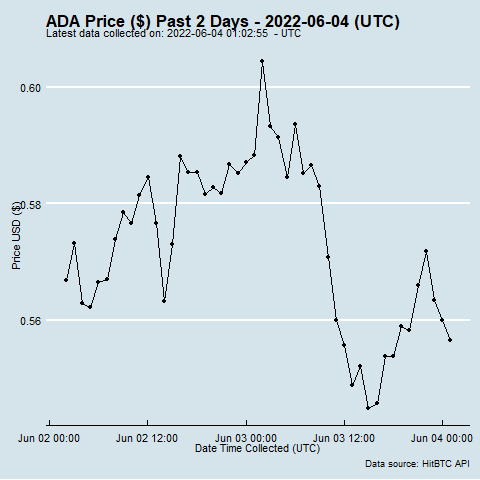 ADA Price ($) Past 2 Days - 2022-06-04 (UTC)
Latest data collected on: 2022-06-04 01:02:55 - UTC
0.60
0.58
0.56
Price USD ($)
Jun 02 00:00 Jun 02 12:00 Jun 03 00:00 Jun 03 12:00 Jun 04 00:00
Date Time Collected (UTC)
Data source: HitBTC API